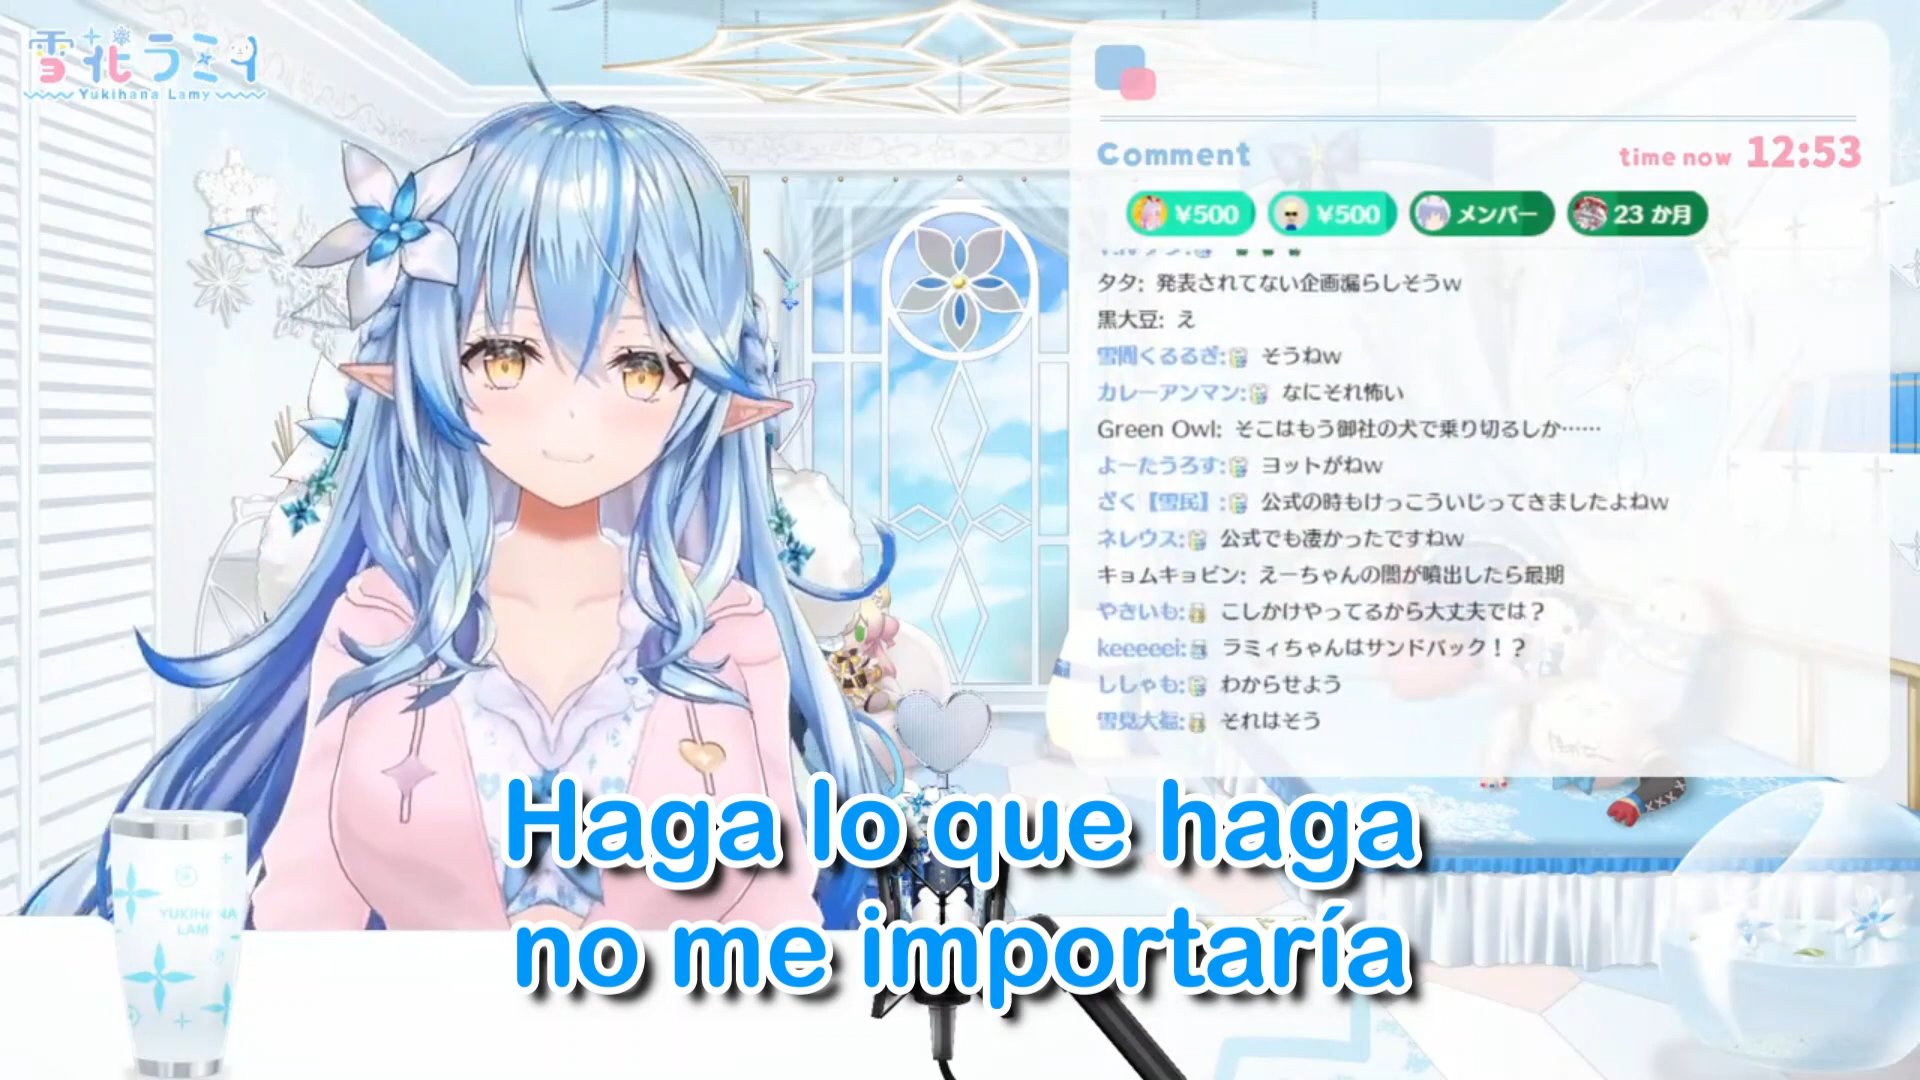 雪花ラミィ
Yukihana Lamy
Comment
time now 12:53
¥500
¥500
メンバー
23 か月
タタ: 発表されてない企画漏らしそうw
黒大豆: え
雪間くるるぎ: そうねw
カレーアンマン: なにそれ怖い
Green Owl: そこはもう御社の犬で乗り切るしか……
よーたうろす: ヨットがねw
ざく【雪民】: 公式の時もけっこういじってきましたよねw
ネレウス: 公式でも凄かったですねw
キョムキョビン: えーちゃんの闇が噴出したら最期
やきいも: こしかけやってるから大丈夫では？
keeeeei: ラミィちゃんはサンドバック！？
ししゃも: わからせよう
雪見大福: それはそう
YUKIHANA
LAM
Haga lo que haga
no me importaría